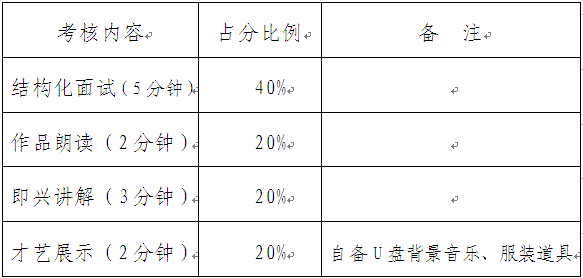 考核内容 占分比例 备 注
结构化面试（5分钟） 40%
作品朗读（2分钟） 20%
即兴讲解（3分钟） 20%
才艺展示（2分钟） 20% 自备U盘背景音乐、服装道具